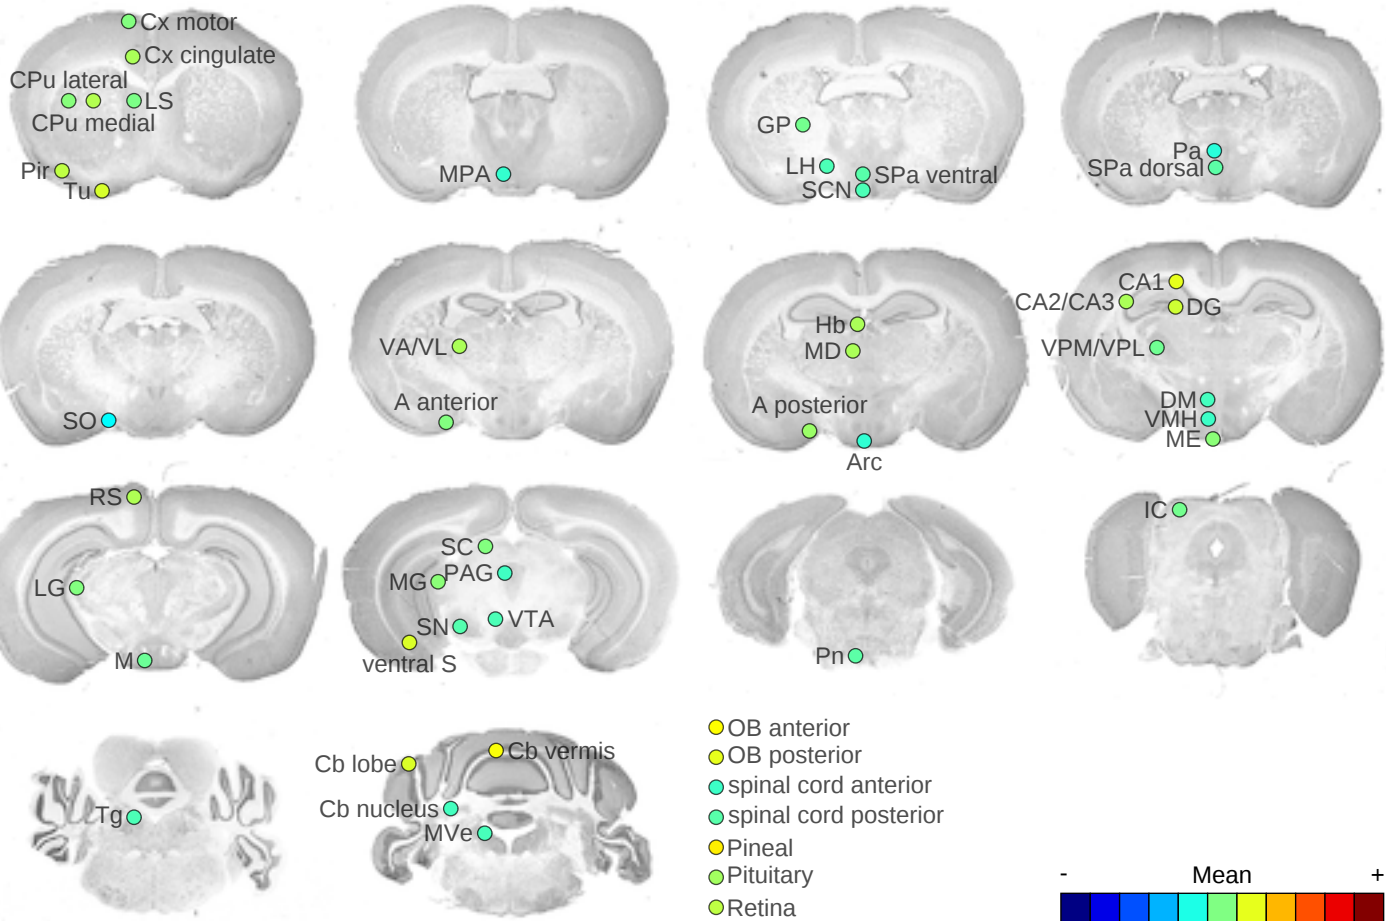 Cx motor
Cx cingulate
CPu lateral
LS
CPu medial
Pir
Tu
MPA
GP
LH
SPa ventral
SCN
Pa
SPa dorsal
SO
VA/VL
A anterior
Hb
MD
A posterior
Arc
CA1
CA2/CA3
DG
VPM/VPL
DM
VMH
ME
RS
LG
M
SC
PAG
MG
SN
VTA
ventral S
Pn
IC
Tg
Cb lobe
Cb vermis
Cb nucleus
MVe
OB anterior
OB posterior
spinal cord anterior
spinal cord posterior
Pineal
Pituitary
Retina
- Mean +